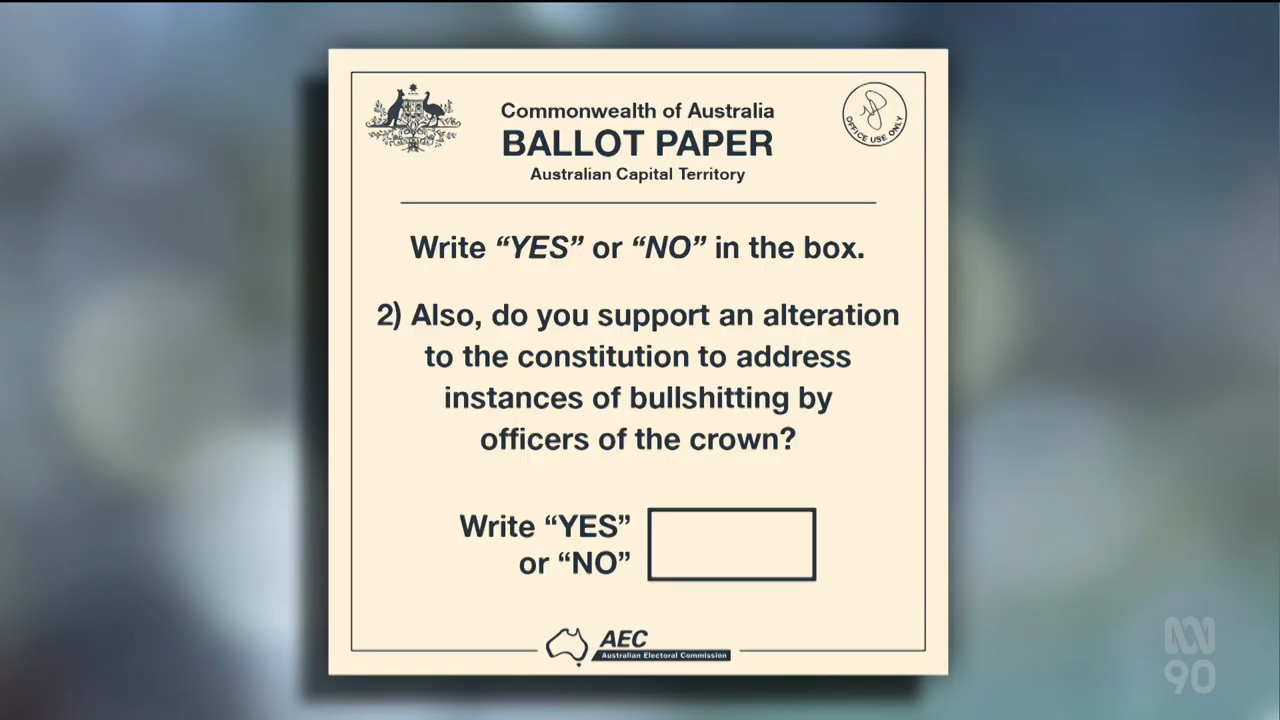 Commonwealth of Australia
BALLOT PAPER
Australian Capital Territory
OFFICE USE ONLY
Write “YES” or “NO” in the box.
2) Also, do you support an alteration
to the constitution to address
instances of bullshitting by
officers of the crown?
Write “YES”
or “NO”
AEC
Australian Electoral Commission
90